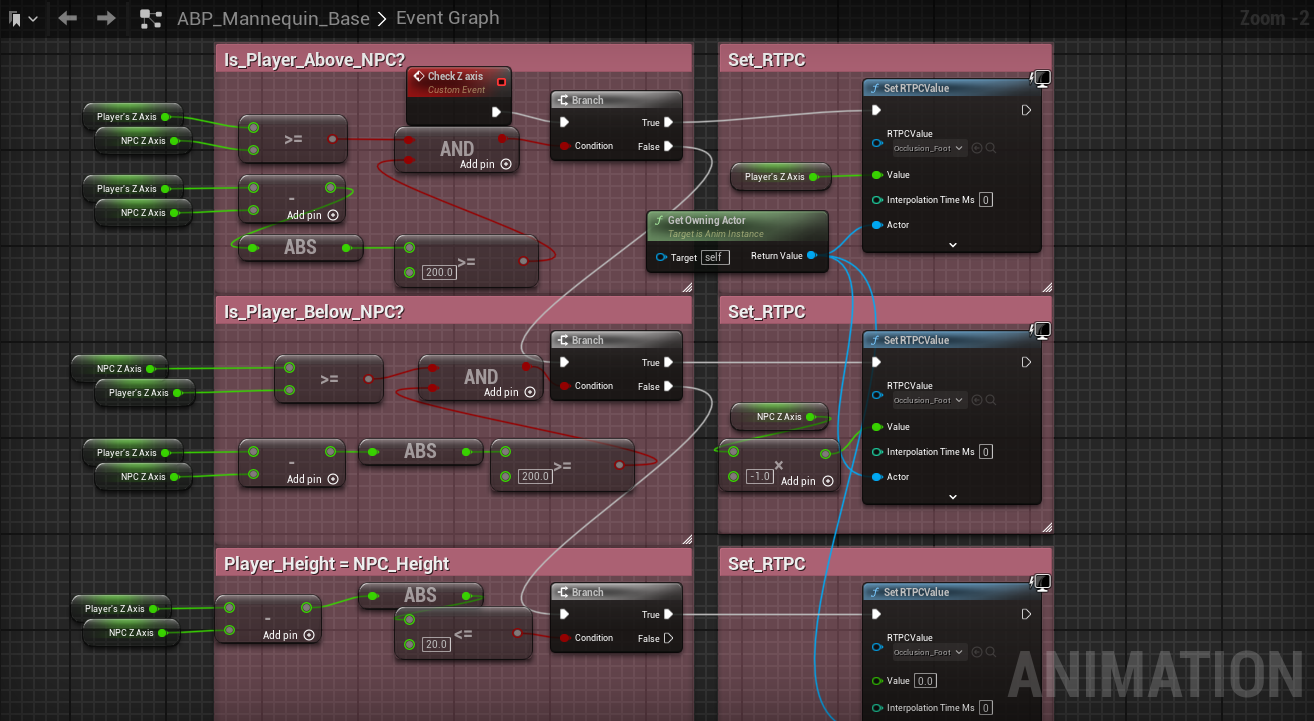 ABP_Mannequin_Base > Event Graph
Zoom -2
Is_Player_Above_NPC?
Check Z axis
Custom Event
Branch
True
Condition
False
Player's Z Axis
NPC Z Axis
>=
AND
Add pin
Player's Z Axis
NPC Z Axis
-
Add pin
ABS
200.0
>=
Set_RTPC
Set RTPCValue
RTPCValue
Occlusion_Foot
Player's Z Axis
Value
Interpolation Time Ms 0
Actor
Get Owning Actor
Target is Anim Instance
Target self
Return Value
Is_Player_Below_NPC?
Branch
True
Condition
False
NPC Z Axis
Player's Z Axis
>=
AND
Add pin
Player's Z Axis
NPC Z Axis
-
Add pin
ABS
200.0
>=
Set_RTPC
Set RTPCValue
RTPCValue
Occlusion_Foot
NPC Z Axis
Value
Interpolation Time Ms 0
Actor
×
-1.0
Add pin
Player_Height = NPC_Height
Player's Z Axis
NPC Z Axis
-
Add pin
ABS
20.0
<=
Branch
True
Condition
False
Set_RTPC
Set RTPCValue
RTPCValue
Occlusion_Foot
Value 0.0
Interpolation Time Ms 0
ANIMATION